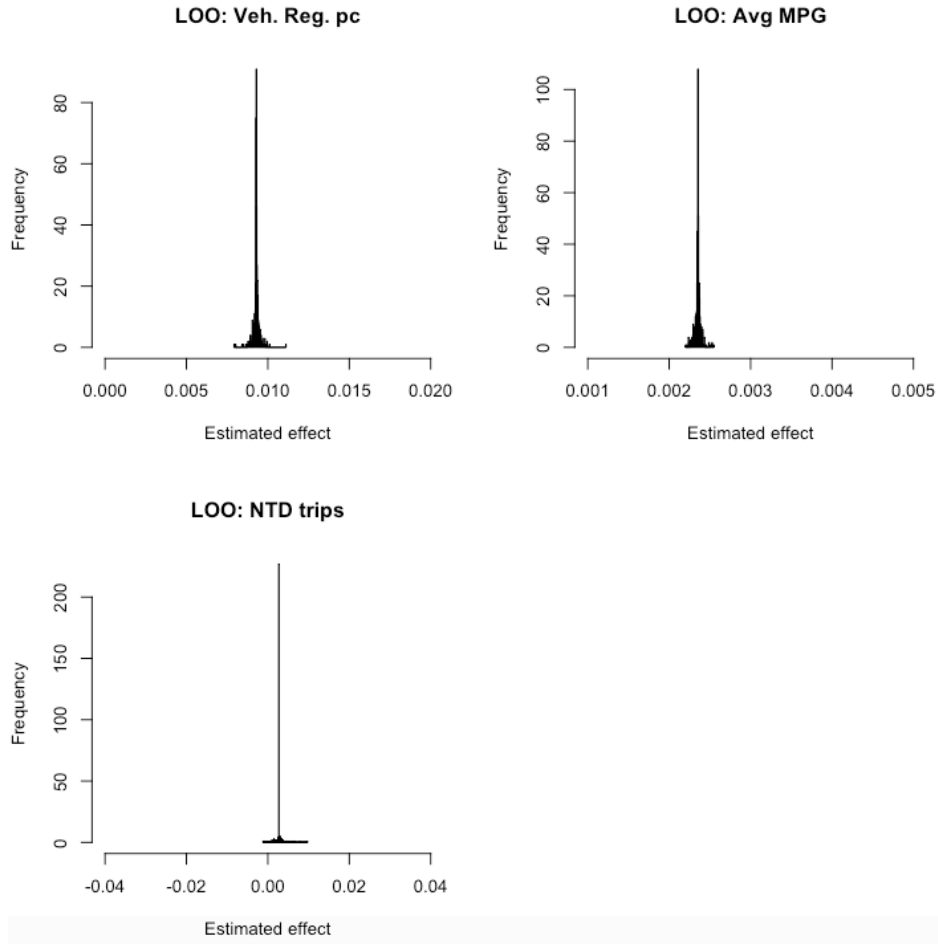 LOO: Veh. Reg. pc
Frequency
0 20 40 60 80
0.000 0.005 0.010 0.015 0.020
Estimated effect
LOO: Avg MPG
Frequency
0 20 40 60 80 100
0.001 0.002 0.003 0.004 0.005
Estimated effect
LOO: NTD trips
Frequency
0 50 100 150 200
-0.04 -0.02 0.00 0.02 0.04
Estimated effect